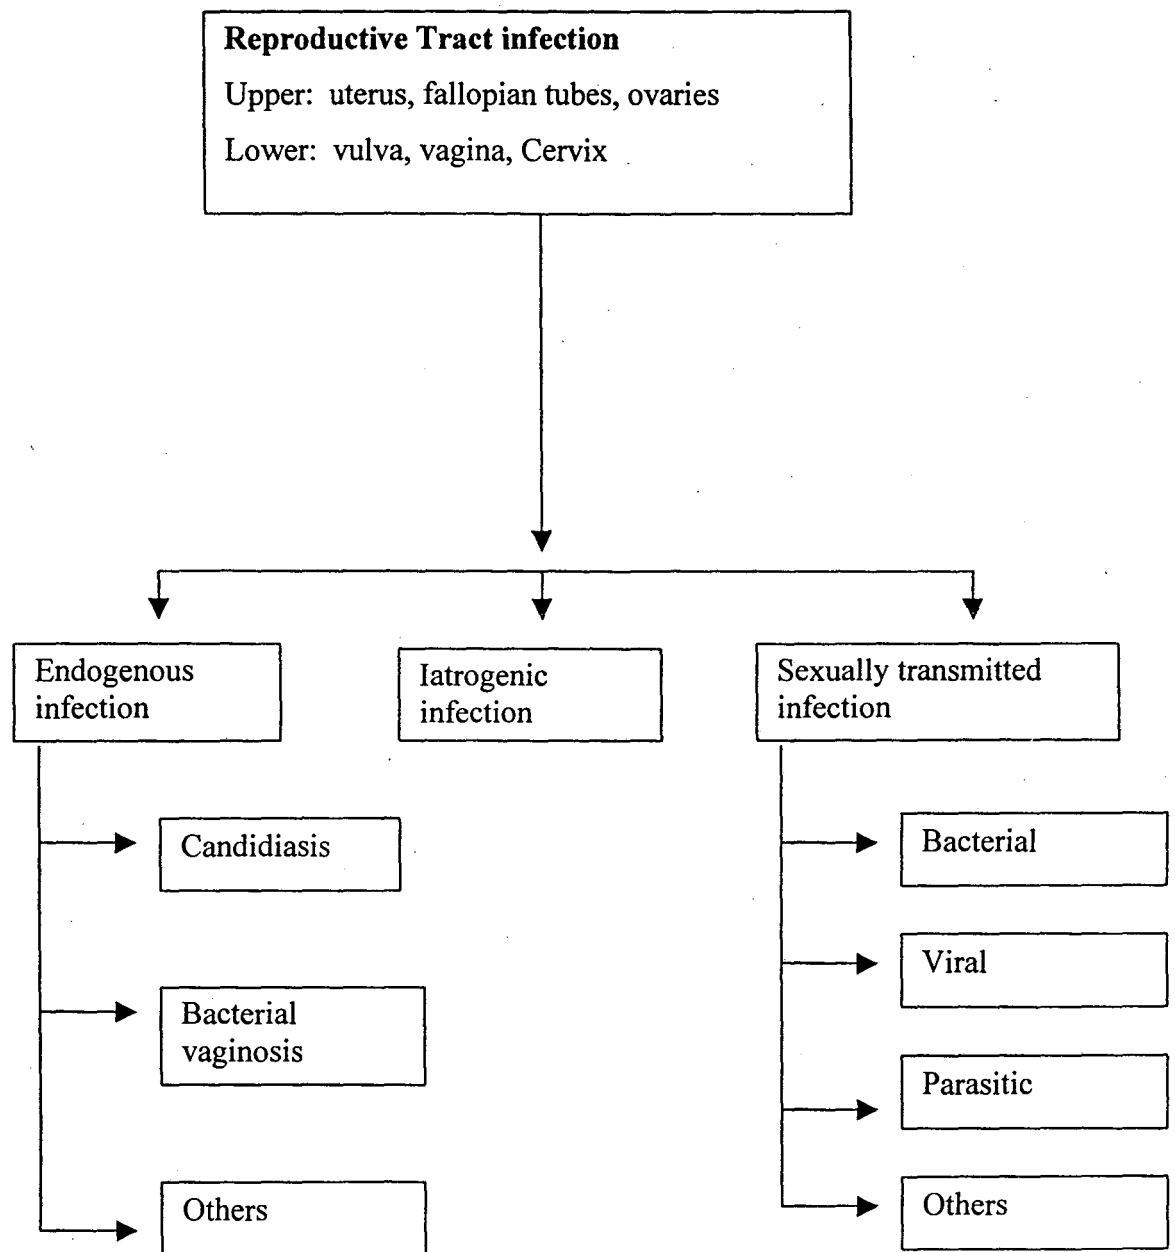 Reproductive Tract infection
Upper: uterus, fallopian tubes, ovaries
Lower: vulva, vagina, Cervix
Endogenous
infection
Iatrogenic
infection
Sexually transmitted
infection
Candidiasis
Bacterial
vaginosis
Others
Bacterial
Viral
Parasitic
Others